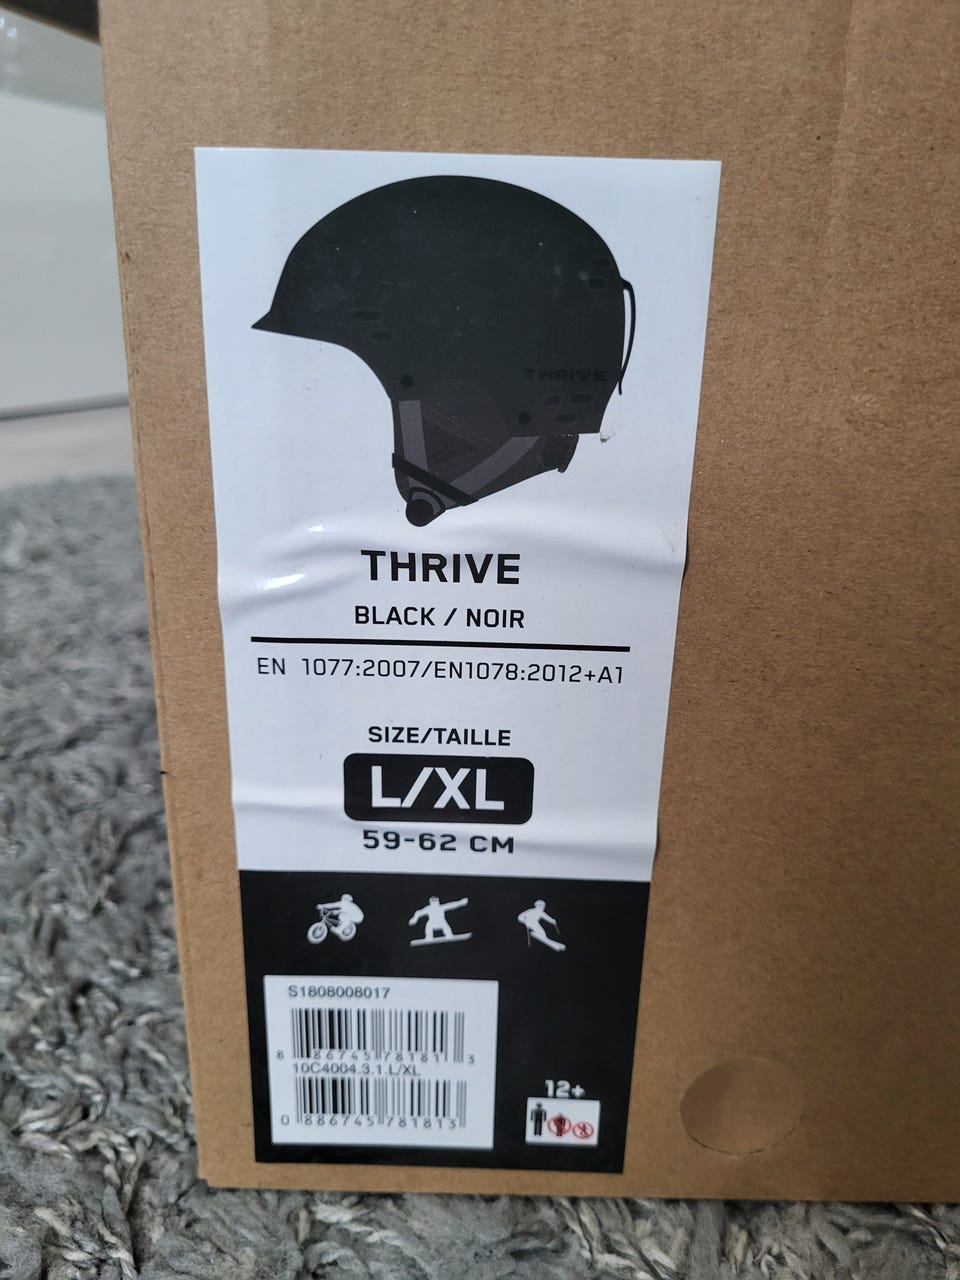 THRIVE
THRIVE
BLACK / NOIR
EN 1077:2007/EN1078:2012+A1
SIZE/TAILLE
L/XL
59-62 CM
S1808008017
8 86745 78181 3
10C4004.3.1.L/XL
0 886745 781813
12+